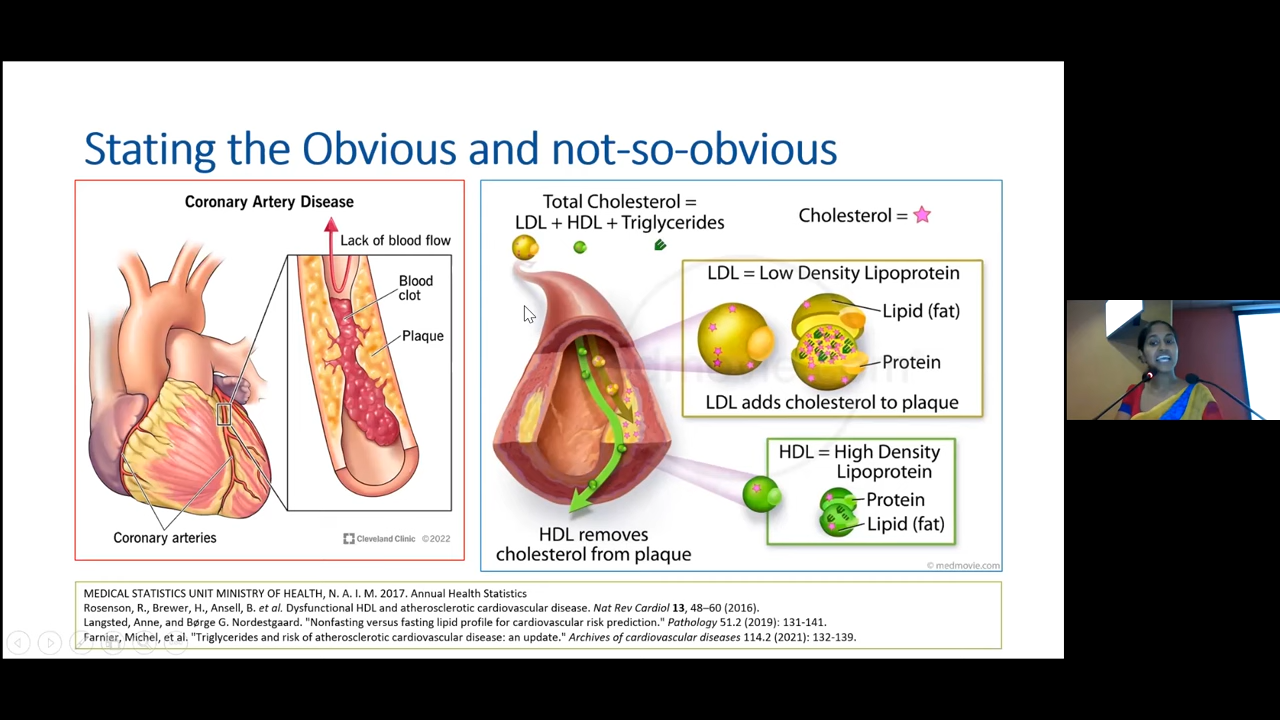 Stating the Obvious and not-so-obvious
Coronary Artery Disease
Lack of blood flow
Blood
clot
Plaque
Coronary arteries
Cleveland Clinic ©2022
Total Cholesterol =
LDL + HDL + Triglycerides
Cholesterol =
LDL = Low Density Lipoprotein
Lipid (fat)
Protein
LDL adds cholesterol to plaque
HDL = High Density
Lipoprotein
Protein
Lipid (fat)
HDL removes
cholesterol from plaque
© medmovie.com
MEDICAL STATISTICS UNIT MINISTRY OF HEALTH, N. A. I. M. 2017. Annual Health Statistics
Rosenson, R., Brewer, H., Ansell, B. et al. Dysfunctional HDL and atherosclerotic cardiovascular disease. Nat Rev Cardiol 13, 48–60 (2016).
Langsted, Anne, and Børge G. Nordestgaard. "Nonfasting versus fasting lipid profile for cardiovascular risk prediction." Pathology 51.2 (2019): 131-141.
Farnier, Michel, et al. "Triglycerides and risk of atherosclerotic cardiovascular disease: an update." Archives of cardiovascular diseases 114.2 (2021): 132-139.